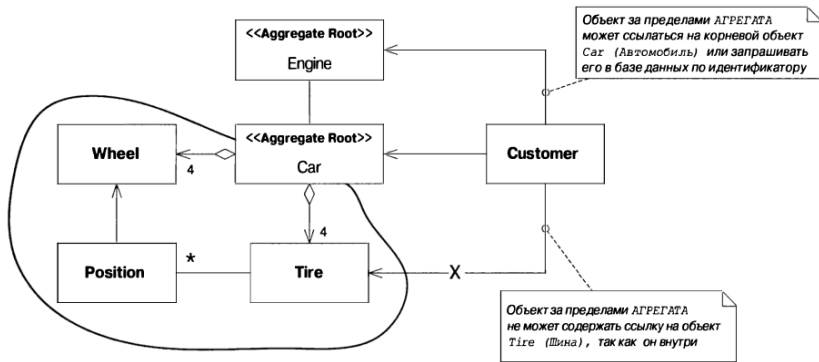 <<Aggregate Root>>
Engine
Объект за пределами АГРЕГАТА
может ссылаться на корневой объект
Car (Автомобиль) или запрашивать
его в базе данных по идентификатору
Wheel
4
<<Aggregate Root>>
Car
Customer
4
Position
*
Tire
X
Объект за пределами АГРЕГАТА
не может содержать ссылку на объект
Tire (Шина), так как он внутри